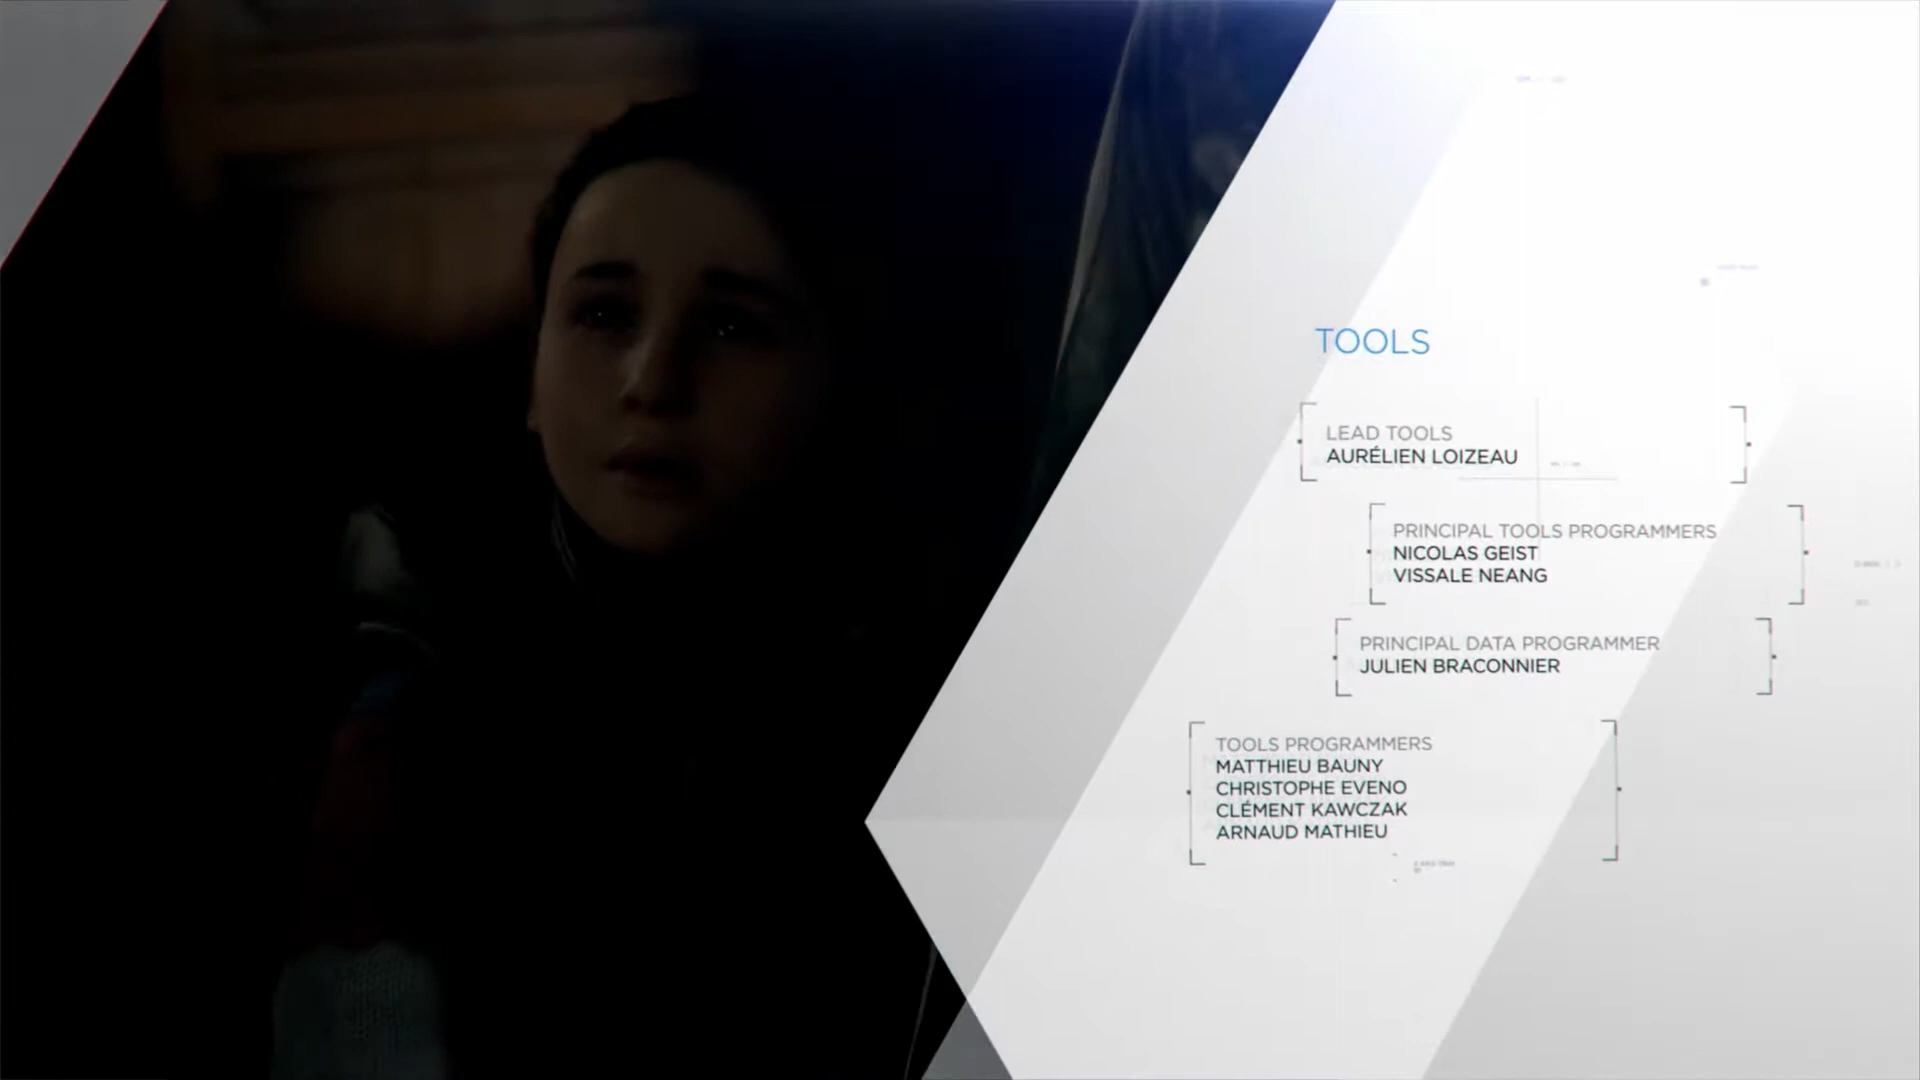 TOOLS
LEAD TOOLS
AURÉLIEN LOIZEAU
PRINCIPAL TOOLS PROGRAMMERS
NICOLAS GEIST
VISSALE NEANG
PRINCIPAL DATA PROGRAMMER
JULIEN BRACONNIER
TOOLS PROGRAMMERS
MATTHIEU BAUNY
CHRISTOPHE EVENO
CLÉMENT KAWCZAK
ARNAUD MATHIEU